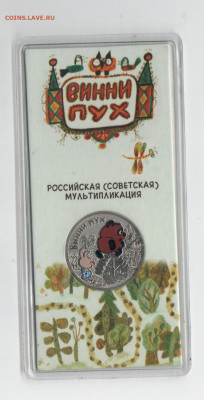 COINS.LAVE.RU
ВИННИ
ПУХ
РОССИЙСКАЯ (СОВЕТСКАЯ)
МУЛЬТИПЛИКАЦИЯ
ВИННИ ПУХ